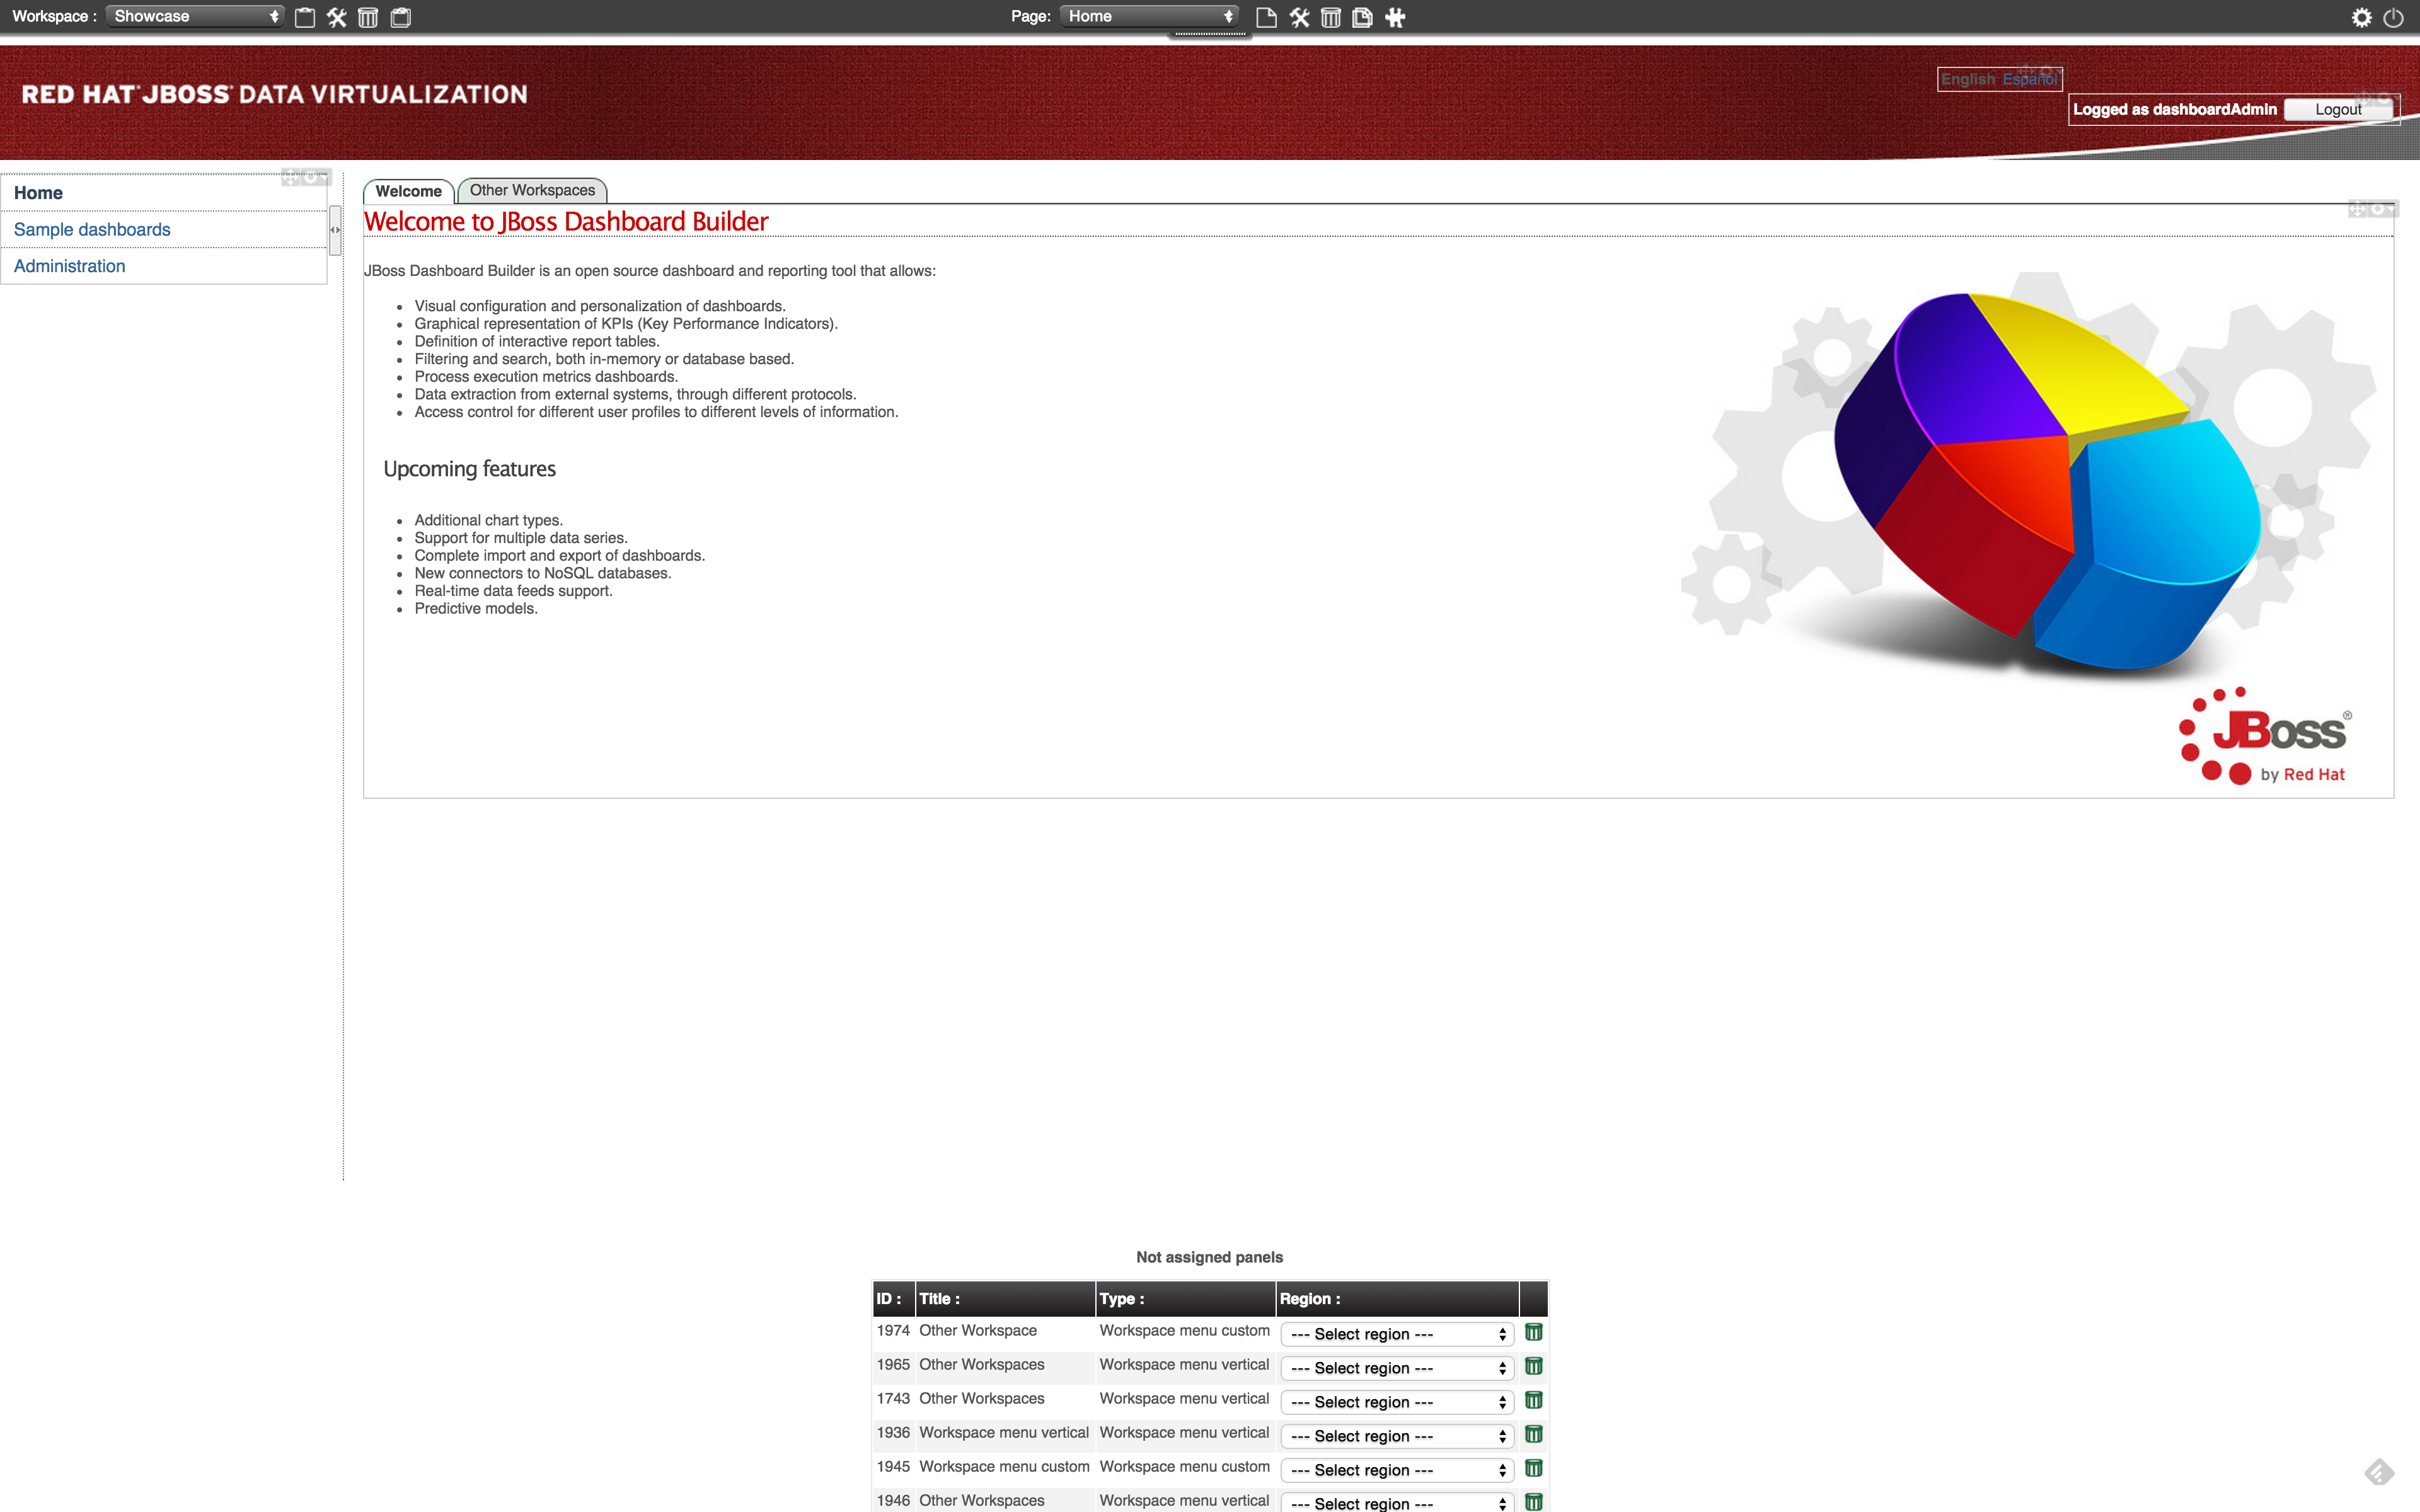 Workspace : Showcase
Page: Home
RED HAT® JBOSS® DATA VIRTUALIZATION
English Español
Logged as dashboardAdmin Logout
Home
Sample dashboards
Administration
Welcome Other Workspaces
Welcome to JBoss Dashboard Builder
JBoss Dashboard Builder is an open source dashboard and reporting tool that allows:
• Visual configuration and personalization of dashboards.
• Graphical representation of KPIs (Key Performance Indicators).
• Definition of interactive report tables.
• Filtering and search, both in-memory or database based.
• Process execution metrics dashboards.
• Data extraction from external systems, through different protocols.
• Access control for different user profiles to different levels of information.
Upcoming features
• Additional chart types.
• Support for multiple data series.
• Complete import and export of dashboards.
• New connectors to NoSQL databases.
• Real-time data feeds support.
• Predictive models.
JBoss®
by Red Hat
Not assigned panels
ID : Title : Type : Region :
1974 Other Workspace Workspace menu custom --- Select region ---
1965 Other Workspaces Workspace menu vertical --- Select region ---
1743 Other Workspaces Workspace menu vertical --- Select region ---
1936 Workspace menu vertical Workspace menu vertical --- Select region ---
1945 Workspace menu custom Workspace menu custom --- Select region ---
1946 Other Workspaces Workspace menu vertical --- Select region ---